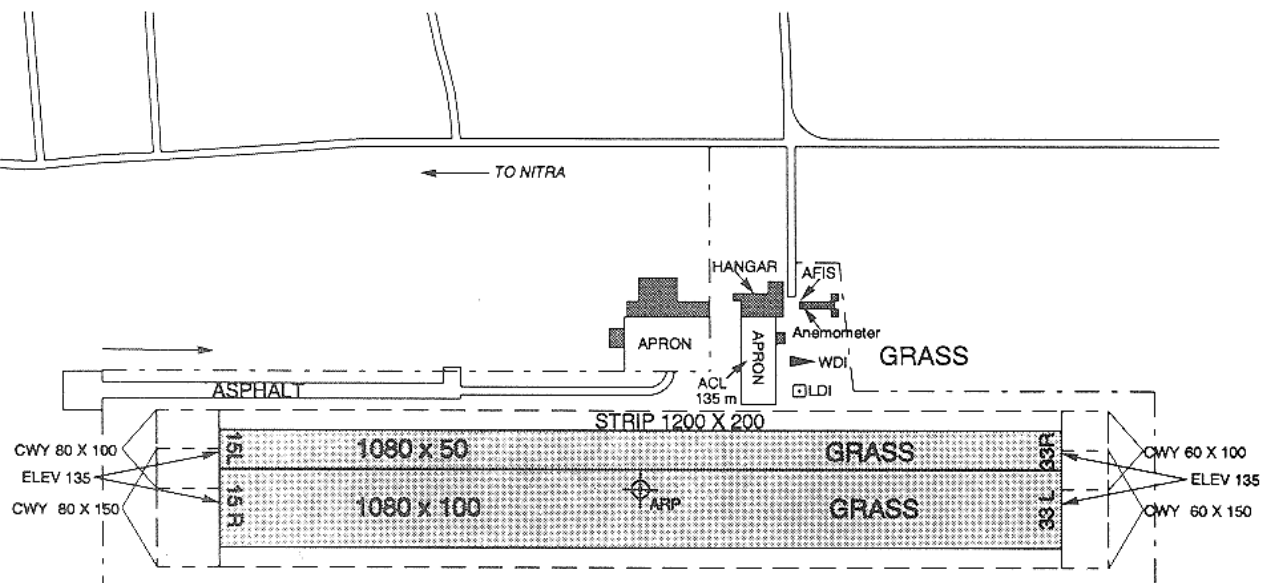 TO NITRA
HANGAR
AFIS
Anemometer
APRON
APRON
WDI
GRASS
ACL
135 m
LDI
ASPHALT
STRIP 1200 X 200
CWY 80 X 100
15L
1080 x 50
GRASS
33R
CWY 60 X 100
ELEV 135
ELEV 135
CWY 80 X 150
15 R
1080 x 100
ARP
GRASS
33 L
CWY 60 X 150